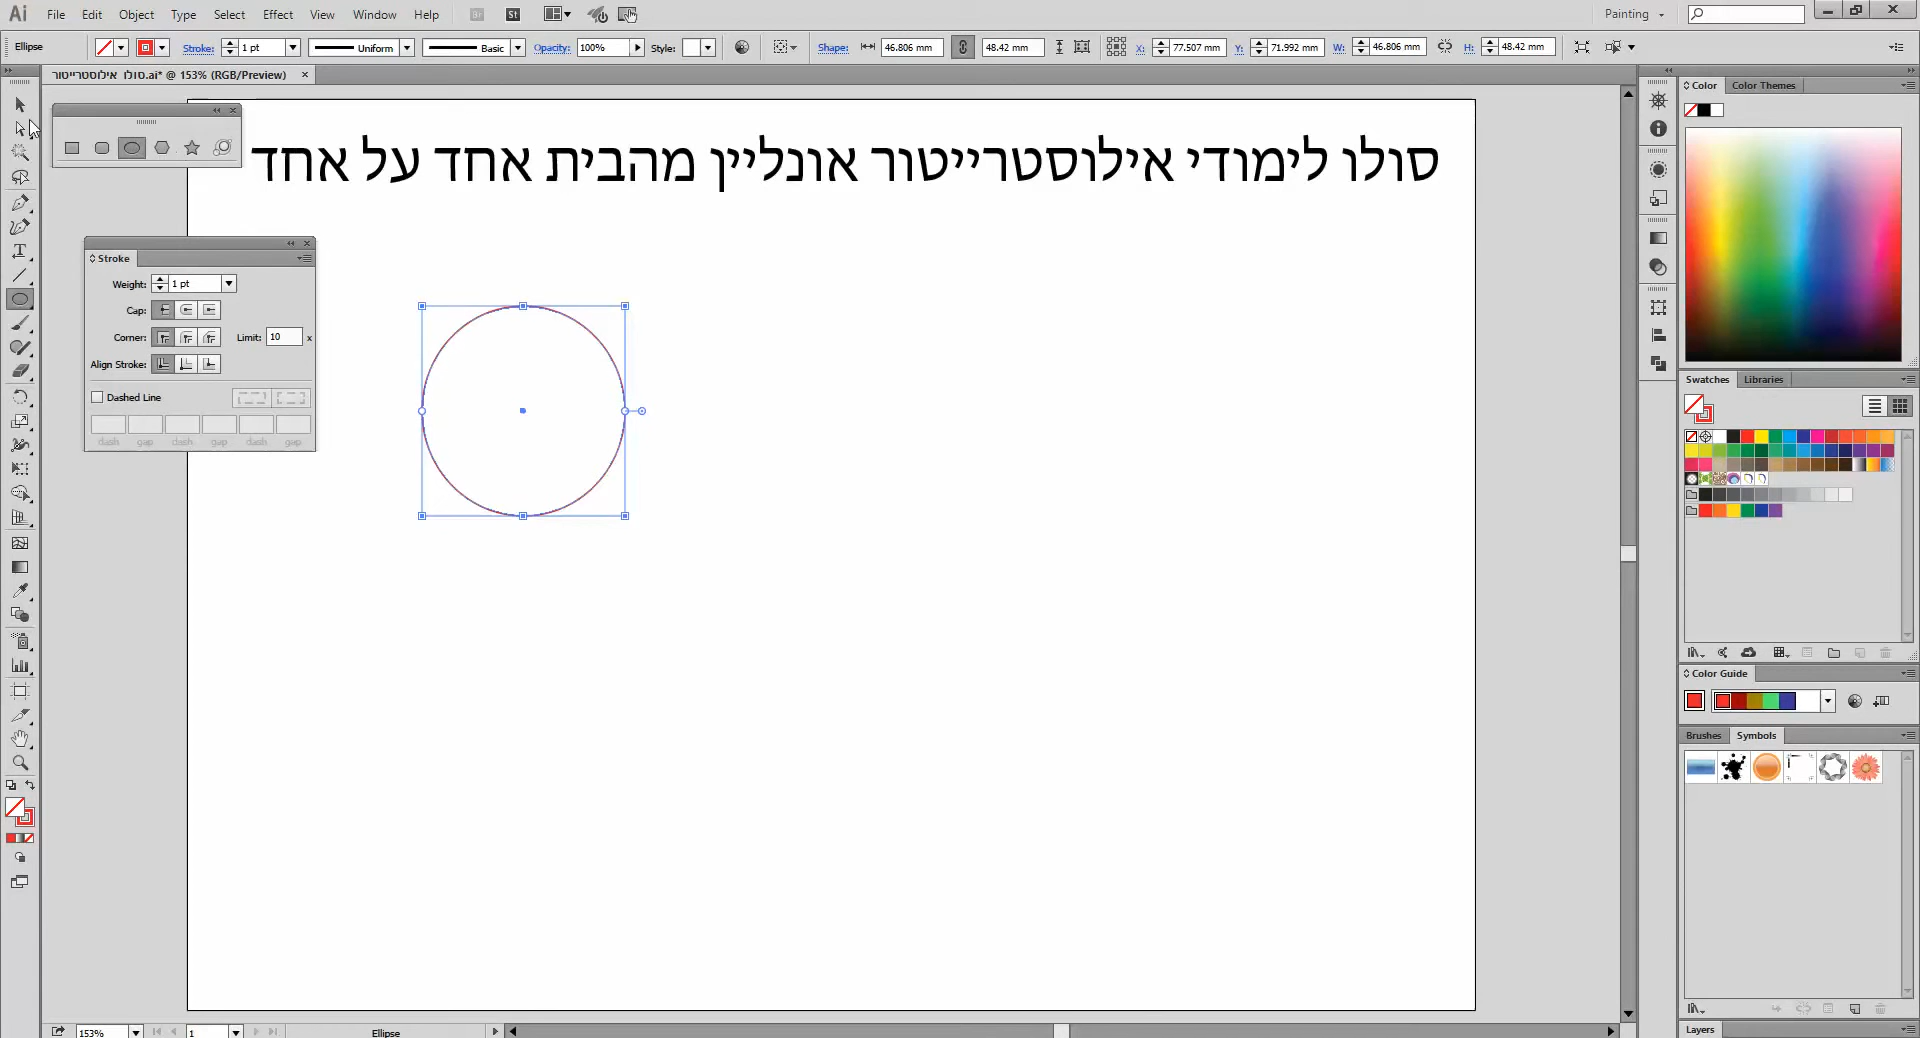 Ai File Edit Object Type Select Effect View Window Help Br St Painting
Ellipse Stroke: 1 pt Uniform Basic Opacity: 100% Style: Shape: 46.806 mm 48.42 mm X: 77.507 mm Y: 71.992 mm W: 46.806 mm H: 48.42 mm
סולו אילוסטרייטור.ai* @ 153% (RGB/Preview)
סולו לימודי אילוסטרייטור אונליין מהבית אחד על אחד
Stroke
Weight: 1 pt
Cap:
Corner: Limit: 10 x
Align Stroke:
Dashed Line
dash gap dash gap dash gap
Color Color Themes
Swatches Libraries
Color Guide
Brushes Symbols
Layers
153% 1 Ellipse